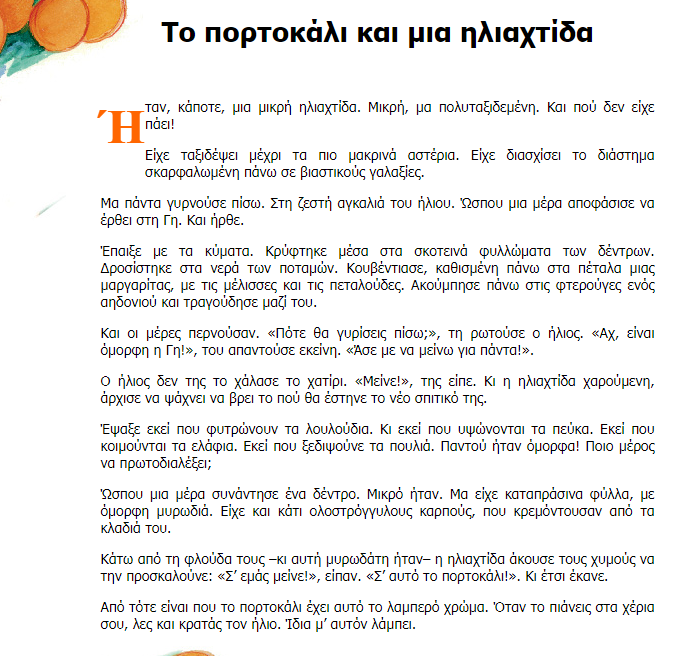 Το πορτοκάλι και μια ηλιαχτίδα
Ήταν, κάποτε, μια μικρή ηλιαχτίδα. Μικρή, μα πολυταξιδεμένη. Και πού δεν είχε
πάει!
Είχε ταξιδέψει μέχρι τα πιο μακρινά αστέρια. Είχε διασχίσει το διάστημα
σκαρφαλωμένη πάνω σε βιαστικούς γαλαξίες.
Μα πάντα γυρνούσε πίσω. Στη ζεστή αγκαλιά του ήλιου. Ώσπου μια μέρα αποφάσισε να
έρθει στη Γη. Και ήρθε.
Έπαιξε με τα κύματα. Κρύφτηκε μέσα στα σκοτεινά φυλλώματα των δέντρων.
Δροσίστηκε στα νερά των ποταμών. Κουβέντιασε, καθισμένη πάνω στα πέταλα μιας
μαργαρίτας, με τις μέλισσες και τις πεταλούδες. Ακούμπησε πάνω στις φτερούγες ενός
αηδονιού και τραγούδησε μαζί του.
Και οι μέρες περνούσαν. «Πότε θα γυρίσεις πίσω;», τη ρωτούσε ο ήλιος. «Αχ, είναι
όμορφη η Γη!», του απαντούσε εκείνη. «Άσε με να μείνω για πάντα!».
Ο ήλιος δεν της το χάλασε το χατίρι. «Μείνε!», της είπε. Κι η ηλιαχτίδα χαρούμενη,
άρχισε να ψάχνει να βρει το πού θα έστηνε το νέο σπιτικό της.
Έψαξε εκεί που φυτρώνουν τα λουλούδια. Κι εκεί που υψώνονται τα πεύκα. Εκεί που
κοιμούνται τα ελάφια. Εκεί που ξεδιψούνε τα πουλιά. Παντού ήταν όμορφα! Ποιο μέρος
να πρωτοδιαλέξει;
Ώσπου μια μέρα συνάντησε ένα δέντρο. Μικρό ήταν. Μα είχε καταπράσινα φύλλα, με
όμορφη μυρωδιά. Είχε και κάτι ολοστρόγγυλους καρπούς, που κρεμόντουσαν από τα
κλαδιά του.
Κάτω από τη φλούδα τους –κι αυτή μυρωδάτη ήταν– η ηλιαχτίδα άκουσε τους χυμούς να
την προσκαλούνε: «Σ’ εμάς μείνε!», είπαν. «Σ’ αυτό το πορτοκάλι!». Κι έτσι έκανε.
Από τότε είναι που το πορτοκάλι έχει αυτό το λαμπερό χρώμα. Όταν το πιάνεις στα χέρια
σου, λες και κρατάς τον ήλιο. Ίδια μ’ αυτόν λάμπει.